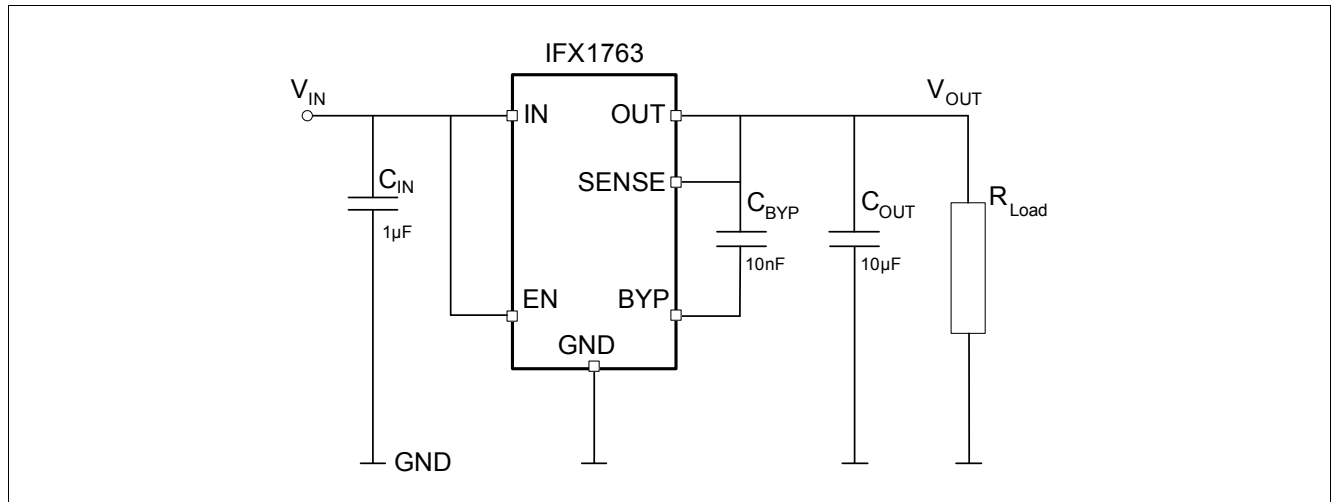 IFX1763
V_IN
IN
OUT
V_OUT
SENSE
C_IN
1µF
C_BYP
10nF
C_OUT
10µF
R_Load
EN
BYP
GND
GND